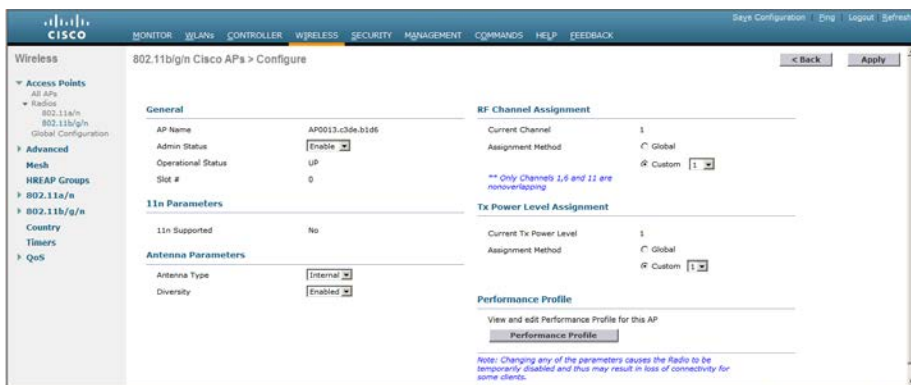 Save Configuration | Ping | Logout | Refresh
CISCO
MONITOR WLANs CONTROLLER WIRELESS SECURITY MANAGEMENT COMMANDS HELP FEEDBACK
Wireless
802.11b/g/n Cisco APs > Configure
< Back
Apply
Access Points
All APs
Radios
802.11a/n
802.11b/g/n
Global Configuration
Advanced
Mesh
HREAP Groups
802.11a/n
802.11b/g/n
Country
Timers
QoS
General
AP Name AP0013.c3de.b1d6
Admin Status Enable
Operational Status UP
Slot # 0
11n Parameters
11n Supported No
Antenna Parameters
Antenna Type Internal
Diversity Enabled
RF Channel Assignment
Current Channel 1
Assignment Method Global
Custom 1
** Only Channels 1,6 and 11 are
nonoverlapping
Tx Power Level Assignment
Current Tx Power Level 1
Assignment Method Global
Custom 1
Performance Profile
View and edit Performance Profile for this AP
Performance Profile
Note: Changing any of the parameters causes the Radio to be
temporarily disabled and thus may result in loss of connectivity for
some clients.